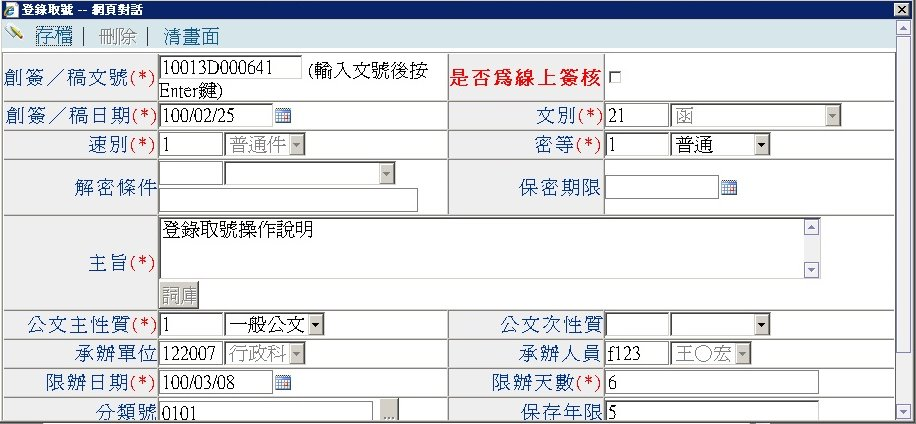 登錄取號 -- 網頁對話
存檔 | 刪除 | 清畫面
創簽／稿文號(*) 10013D000641 (輸入文號後按Enter鍵) 是否為線上簽核
創簽／稿日期(*) 100/02/25 文別(*) 21 函
速別(*) 1 普通件 密等(*) 1 普通
解密條件 保密期限
主旨(*) 登錄取號操作說明
詞庫
公文主性質(*) 1 一般公文 公文次性質
承辦單位 122007 行政科 承辦人員 f123 王〇宏
限辦日期(*) 100/03/08 限辦天數(*) 6
分類號 0101 ... 保存年限 5